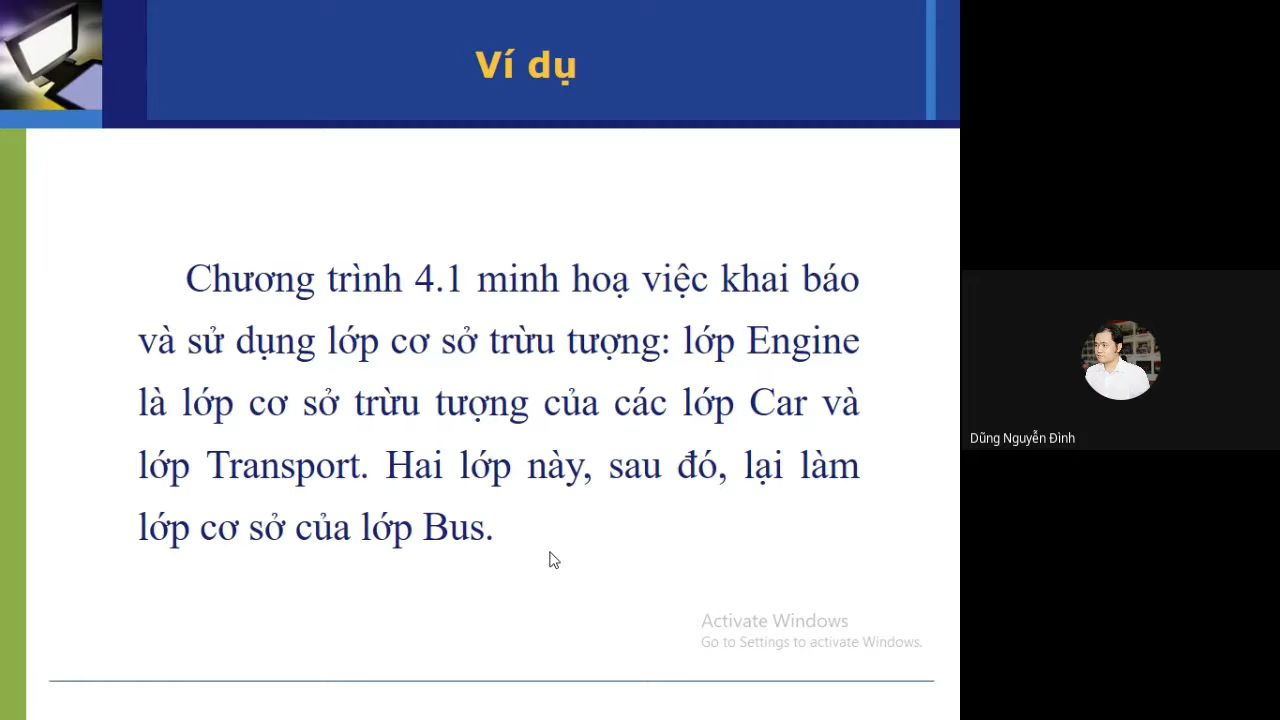 Ví dụ
Chương trình 4.1 minh hoạ việc khai báo
và sử dụng lớp cơ sở trừu tượng: lớp Engine
là lớp cơ sở trừu tượng của các lớp Car và
lớp Transport. Hai lớp này, sau đó, lại làm
lớp cơ sở của lớp Bus.
Activate Windows
Go to Settings to activate Windows.
Dũng Nguyễn Đình